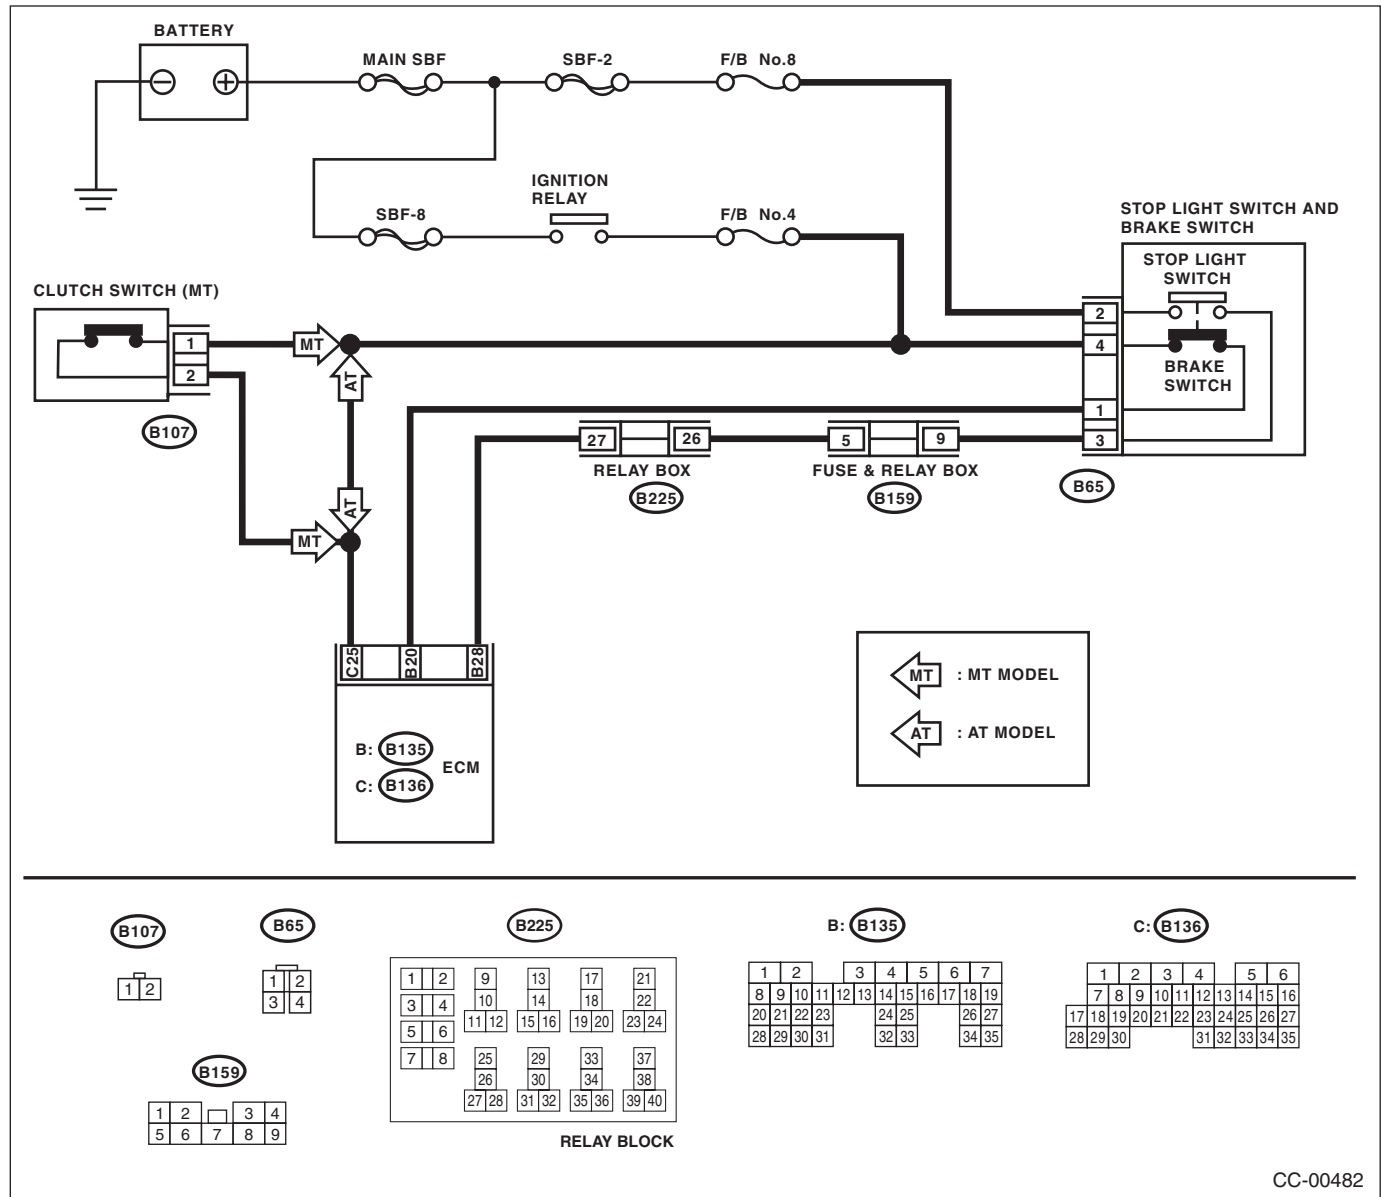 BATTERY
MAIN SBF
SBF-2
F/B No.8
IGNITION
RELAY
SBF-8
F/B No.4
STOP LIGHT SWITCH AND
BRAKE SWITCH
STOP LIGHT
SWITCH
CLUTCH SWITCH (MT)
2
1
MT
4
BRAKE
SWITCH
2
AT
1
B107
27
26
5
9
3
RELAY BOX
FUSE & RELAY BOX
B225
B159
B65
AT
MT
C25
B20
B28
MT : MT MODEL
AT : AT MODEL
B: B135
ECM
C: B136
B107
1 2
B65
1 2
3 4
B225
1 2 9 13 17 21
3 4 10 14 18 22
11 12 15 16 19 20 23 24
5 6
7 8 25 29 33 37
26 30 34 38
27 28 31 32 35 36 39 40
RELAY BLOCK
B: B135
1 2 3 4 5 6 7
8 9 10 11 12 13 14 15 16 17 18 19
20 21 22 23 24 25 26 27
28 29 30 31 32 33 34 35
C: B136
1 2 3 4 5 6
7 8 9 10 11 12 13 14 15 16
17 18 19 20 21 22 23 24 25 26 27
28 29 30 31 32 33 34 35
B159
1 2 3 4
5 6 7 8 9
CC-00482